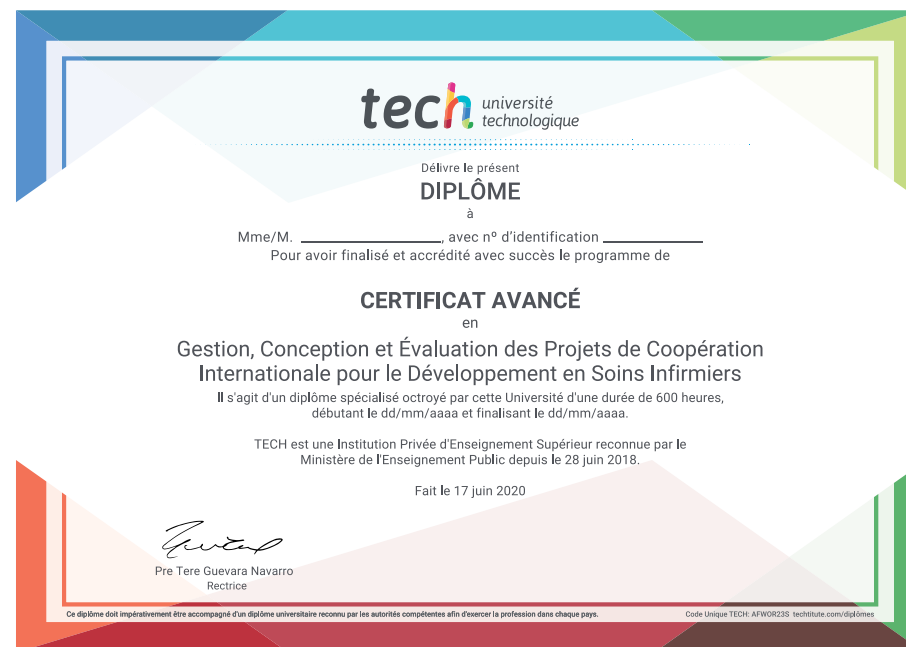 tech université
technologique
Délivre le présent
DIPLÔME
à
Mme/M. ____________________, avec nº d'identification ______________
Pour avoir finalisé et accrédité avec succès le programme de
CERTIFICAT AVANCÉ
en
Gestion, Conception et Évaluation des Projets de Coopération
Internationale pour le Développement en Soins Infirmiers
Il s'agit d'un diplôme spécialisé octroyé par cette Université d'une durée de 600 heures,
débutant le dd/mm/aaaa et finalisant le dd/mm/aaaa.
TECH est une Institution Privée d'Enseignement Supérieur reconnue par le
Ministère de l'Enseignement Public depuis le 28 juin 2018.
Fait le 17 juin 2020
Pre Tere Guevara Navarro
Rectrice
Ce diplôme doit impérativement être accompagné d'un diplôme universitaire reconnu par les autorités compétentes afin d'exercer la profession dans chaque pays.
Code Unique TECH: AFWOR23S techtitute.com/diplômes